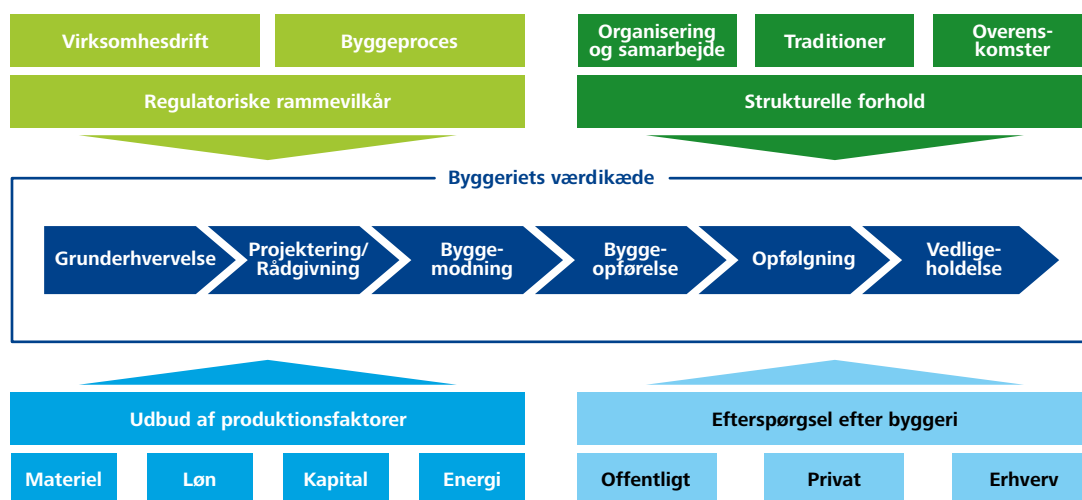 Virksomhesdrift
Byggeproces
Organisering
og samarbejde
Traditioner
Overens-
komster
Regulatoriske rammevilkår
Strukturelle forhold
Byggeriets værdikæde
Grunderhvervelse
Projektering/
Rådgivning
Bygge-
modning
Bygge-
opførelse
Opfølgning
Vedlige-
holdelse
Udbud af produktionsfaktorer
Efterspørgsel efter byggeri
Materiel
Løn
Kapital
Energi
Offentligt
Privat
Erhverv